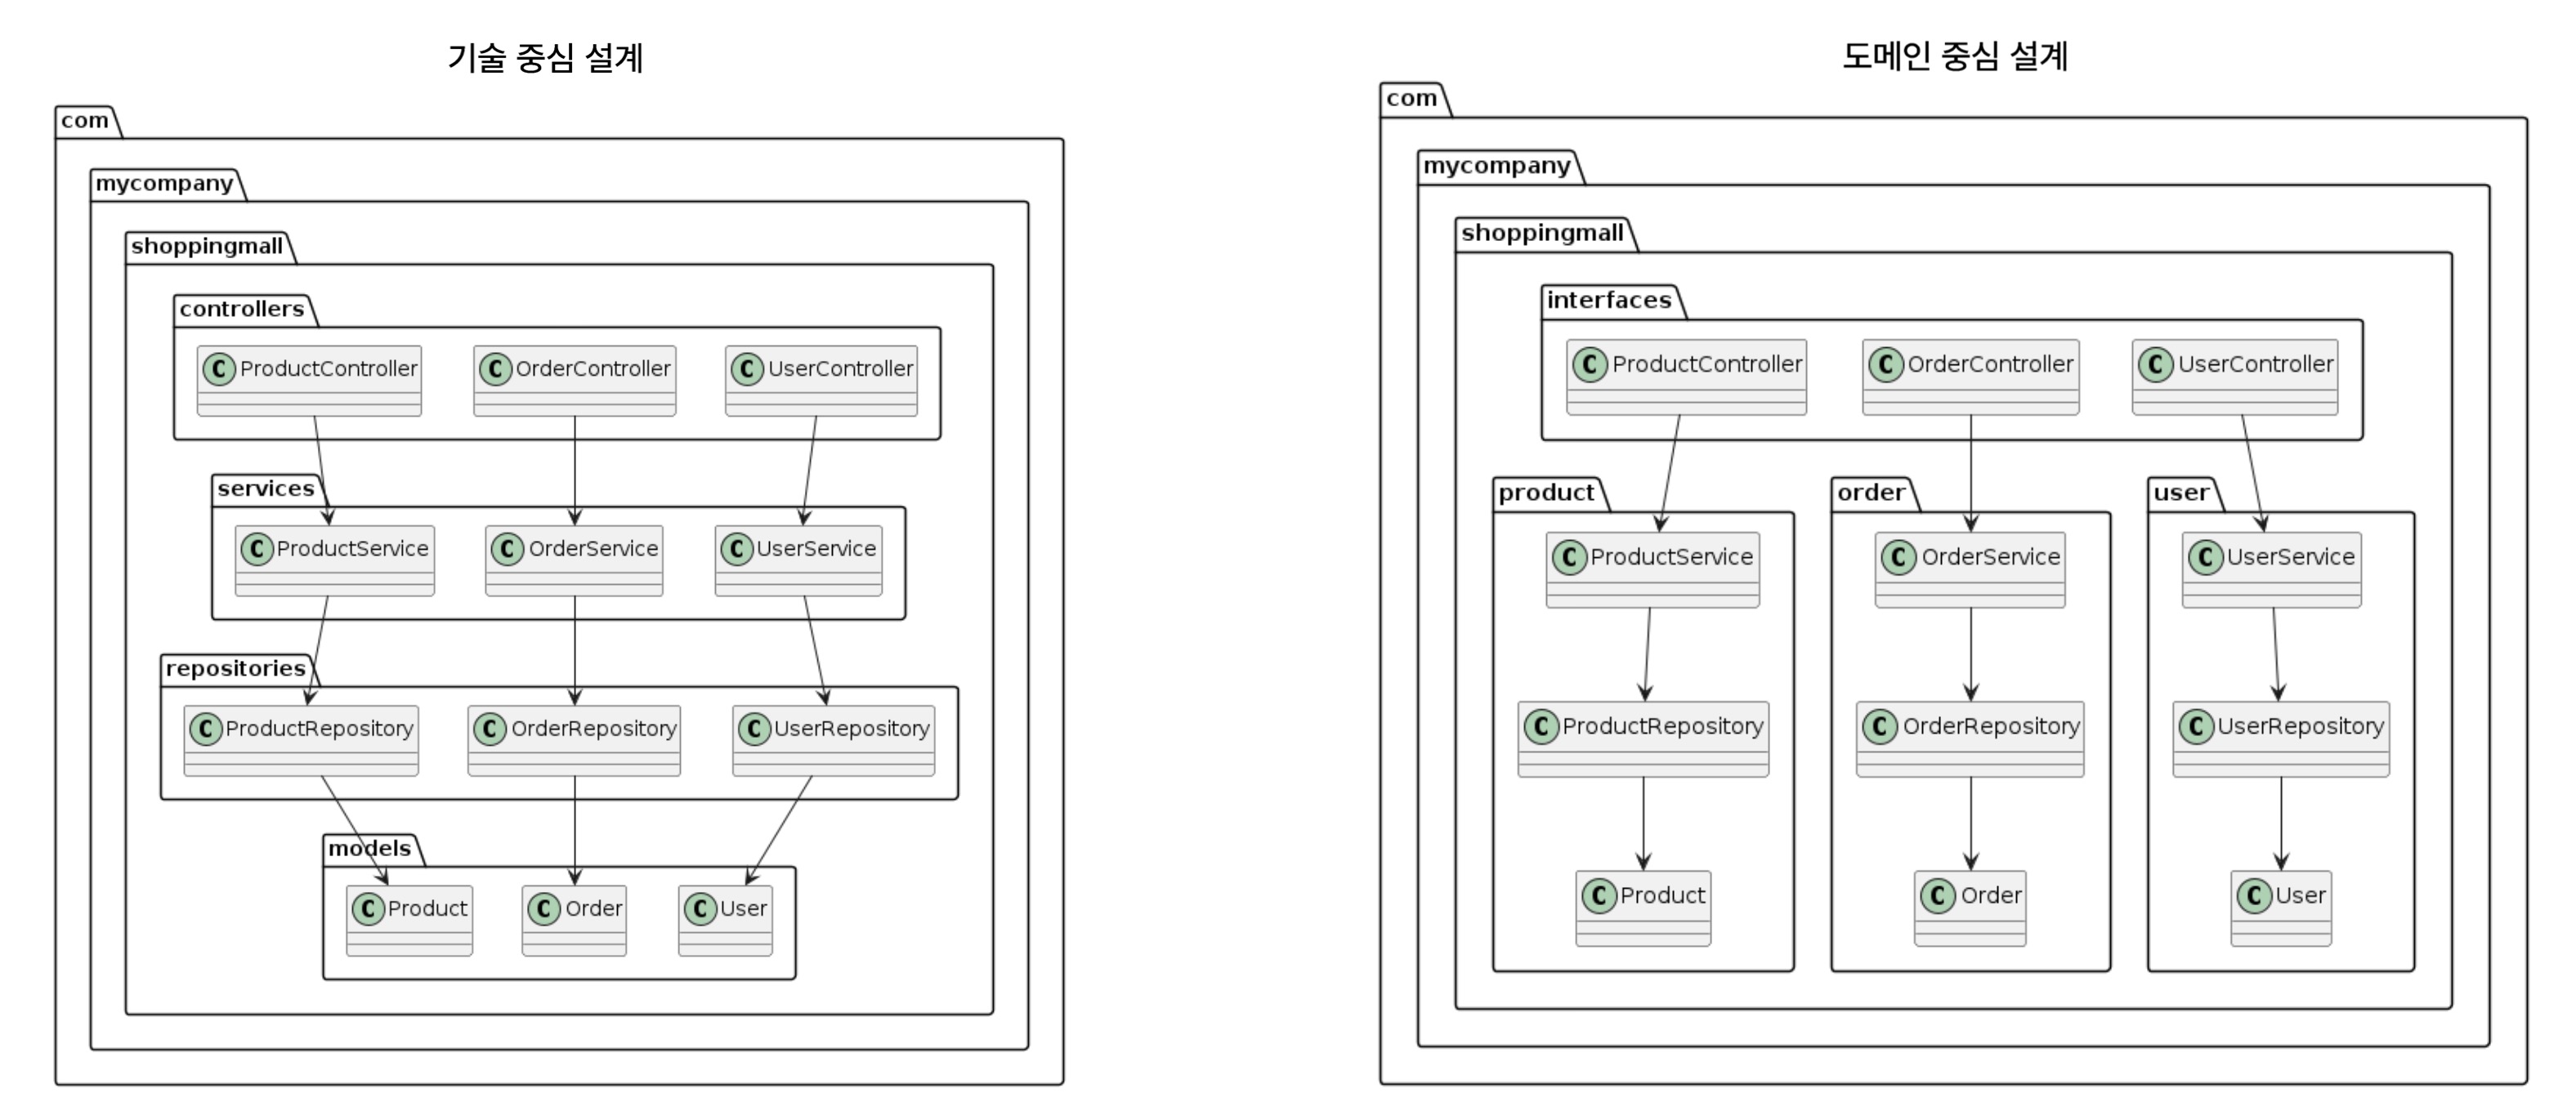 기술 중심 설계
com
mycompany
shoppingmall
controllers
C ProductController
C OrderController
C UserController
services
C ProductService
C OrderService
C UserService
repositories
C ProductRepository
C OrderRepository
C UserRepository
models
C Product
C Order
C User
도메인 중심 설계
com
mycompany
shoppingmall
interfaces
C ProductController
C OrderController
C UserController
product
order
user
C ProductService
C OrderService
C UserService
C ProductRepository
C OrderRepository
C UserRepository
C Product
C Order
C User